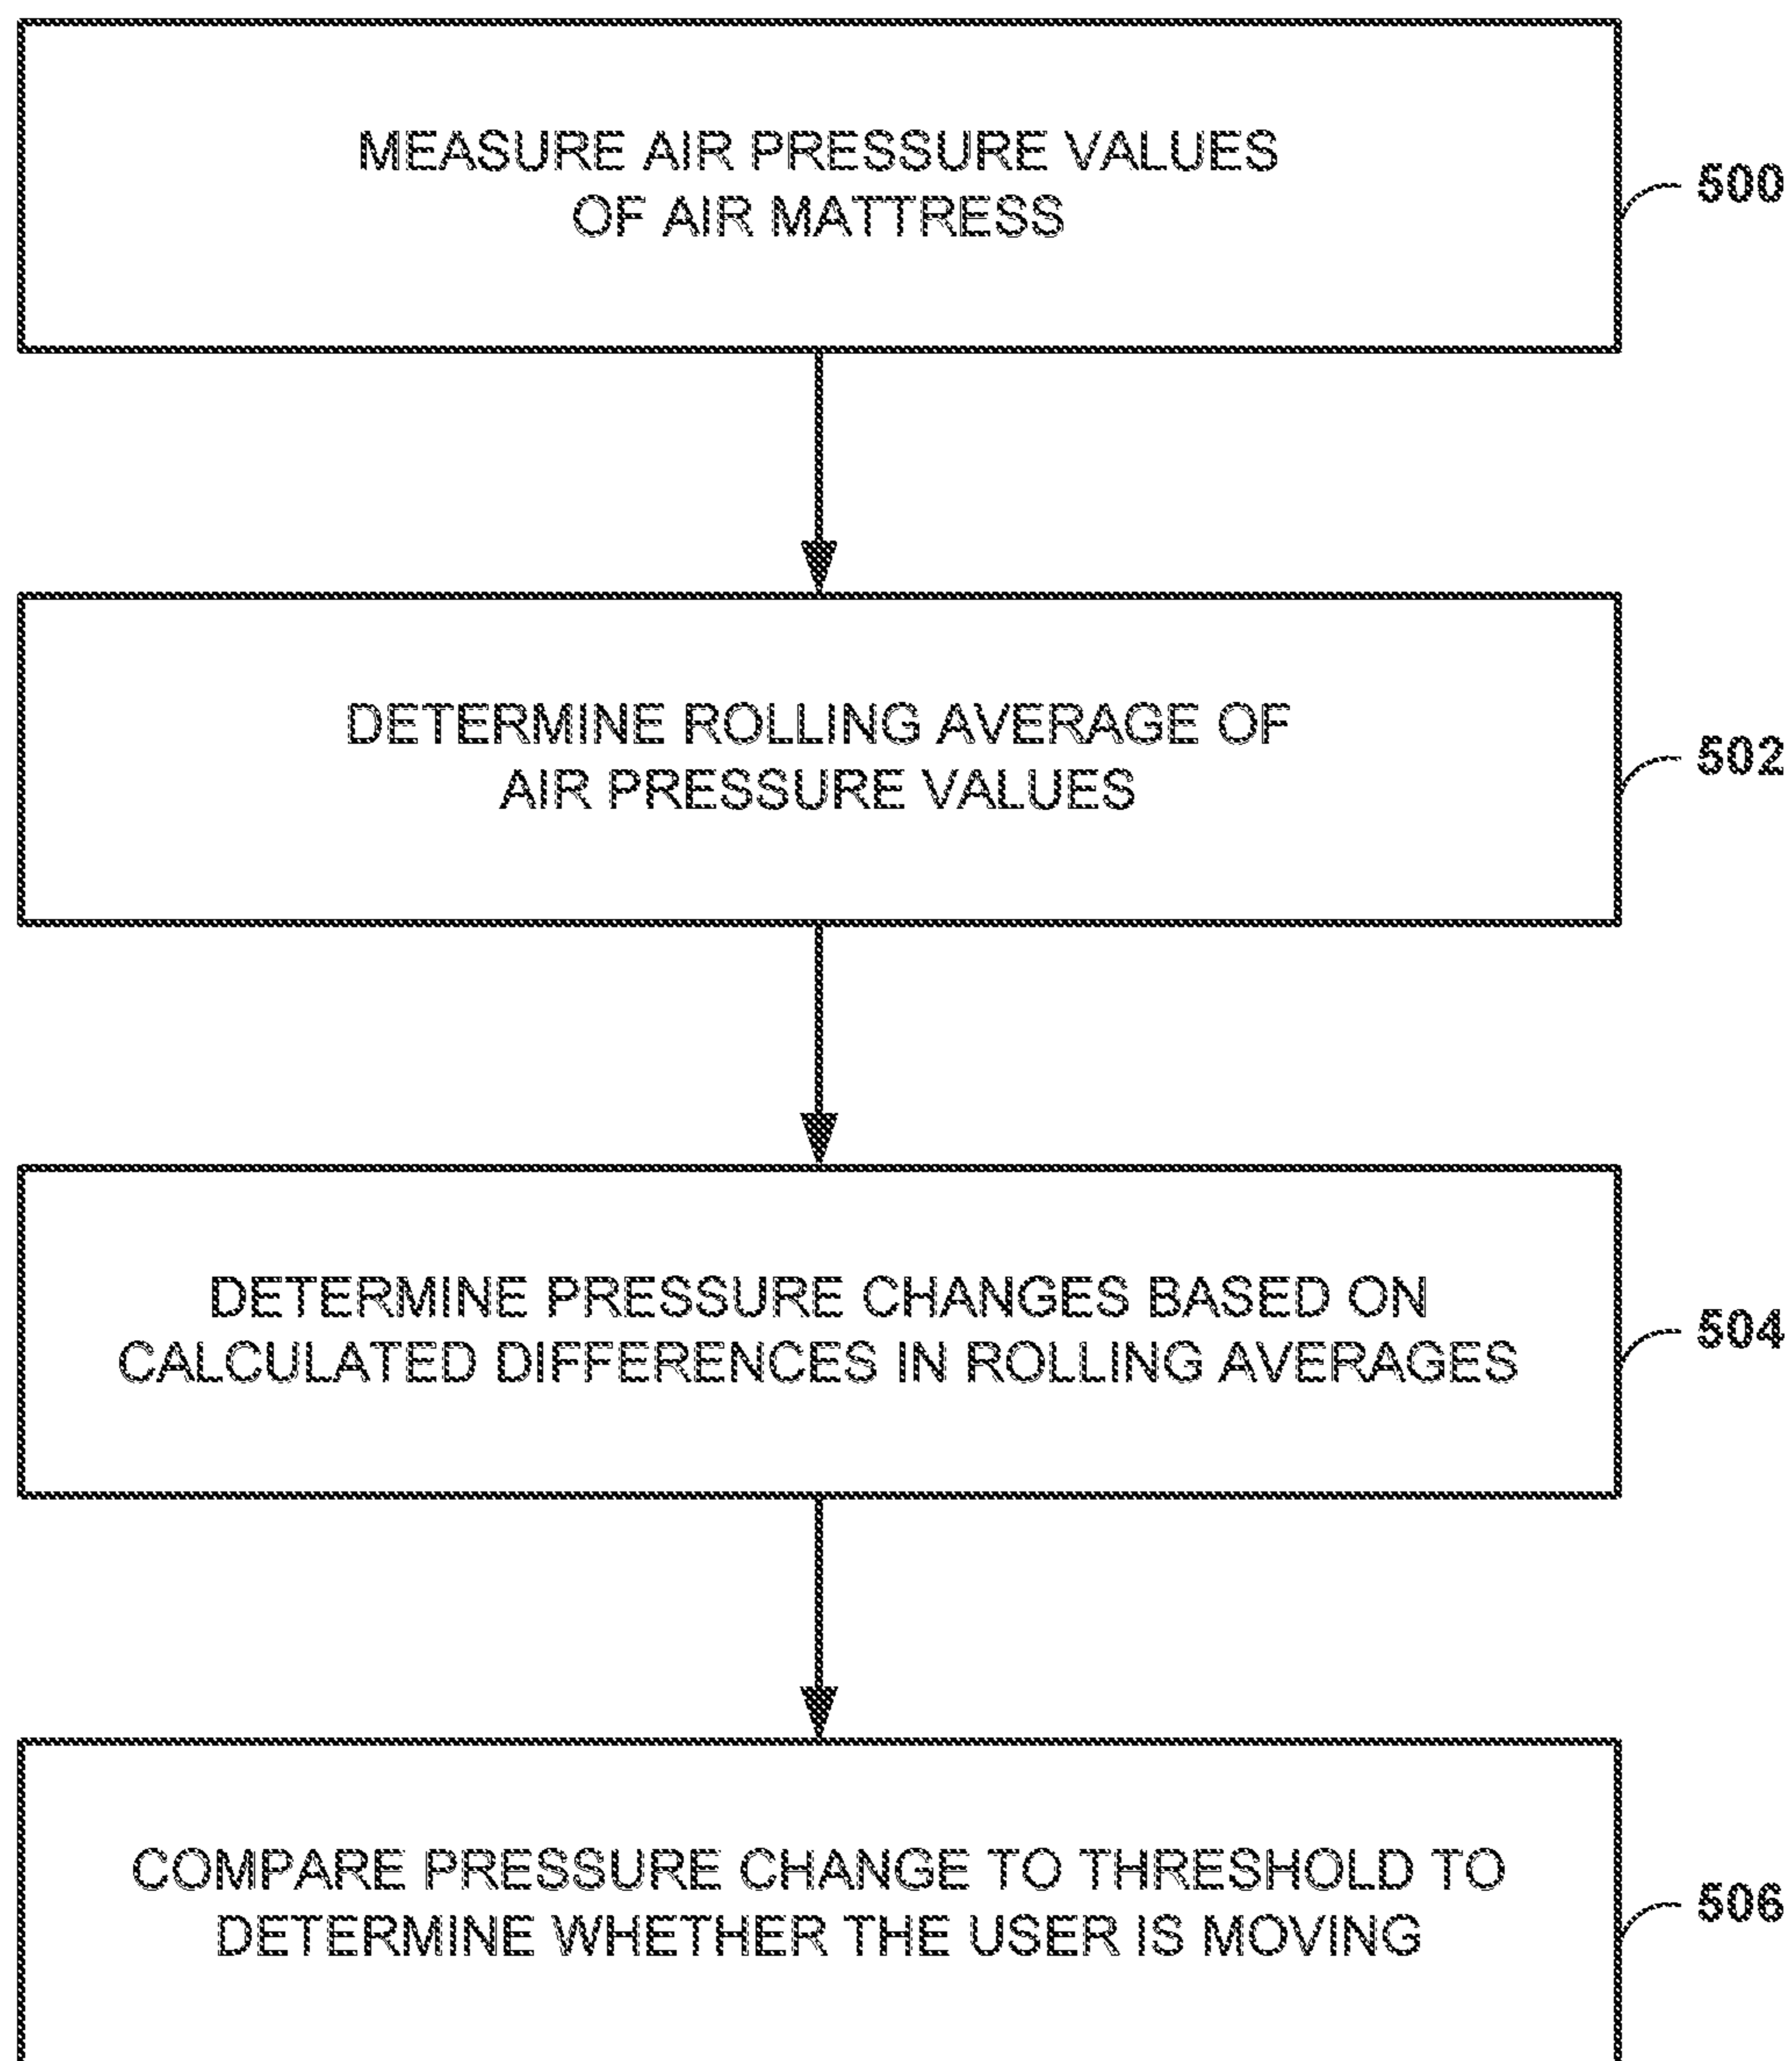 MEASURE AIR PRESSURE VALUES
OF AIR MATTRESS
500
DETERMINE ROLLING AVERAGE OF
AIR PRESSURE VALUES
502
DETERMINE PRESSURE CHANGES BASED ON
CALCULATED DIFFERENCES IN ROLLING AVERAGES
504
COMPARE PRESSURE CHANGE TO THRESHOLD TO
DETERMINE WHETHER THE USER IS MOVING
506